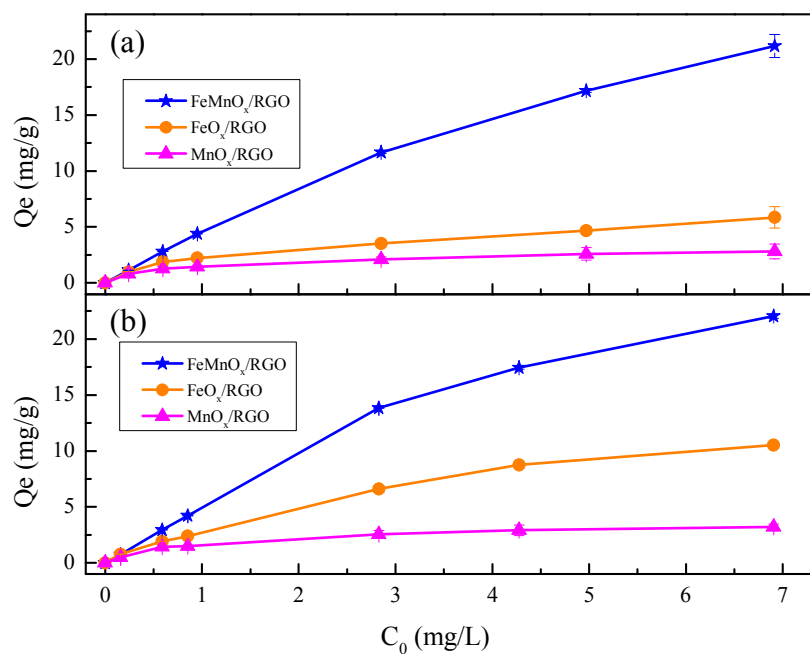 (a)
FeMnOx/RGO
FeOx/RGO
MnOx/RGO
Qe (mg/g)
20
15
10
5
0
(b)
FeMnOx/RGO
FeOx/RGO
MnOx/RGO
Qe (mg/g)
20
15
10
5
0
0 1 2 3 4 5 6 7
C0 (mg/L)